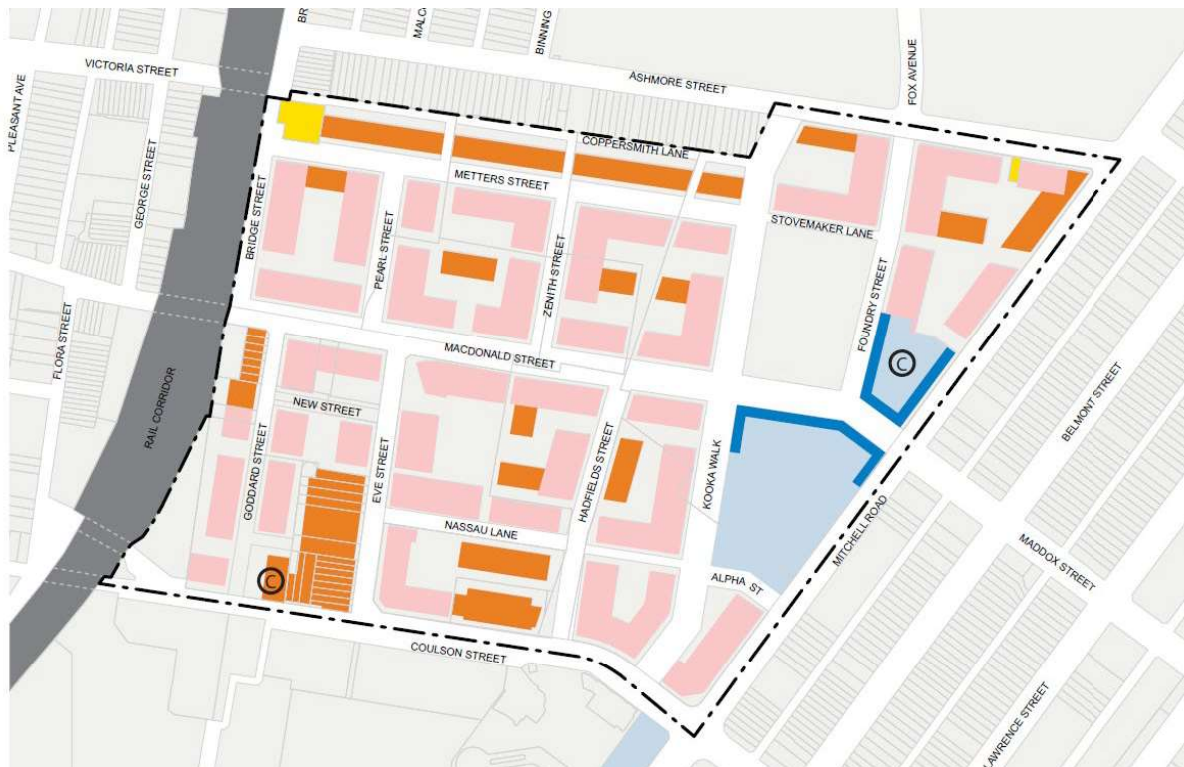 BR
MALC
BINNING
FOX AVENUE
VICTORIA STREET
ASHMORE STREET
PLEASANT AVE
GEORGE STREET
COPPERSMITH LANE
METTERS STREET
BRIDGE STREET
PEARL STREET
STOVEMAKER LANE
ZENITH STREET
FOUNDRY STREET
FLORA STREET
MACDONALD STREET
C
BELMONT STREET
RAIL CORRIDOR
NEW STREET
GODDARD STREET
EVE STREET
HADFIELDS STREET
KOOKA WALK
NASSAU LANE
MITCHELL ROAD
MADDOX STREET
C
ALPHA ST
COULSON STREET
LAWRENCE STREET